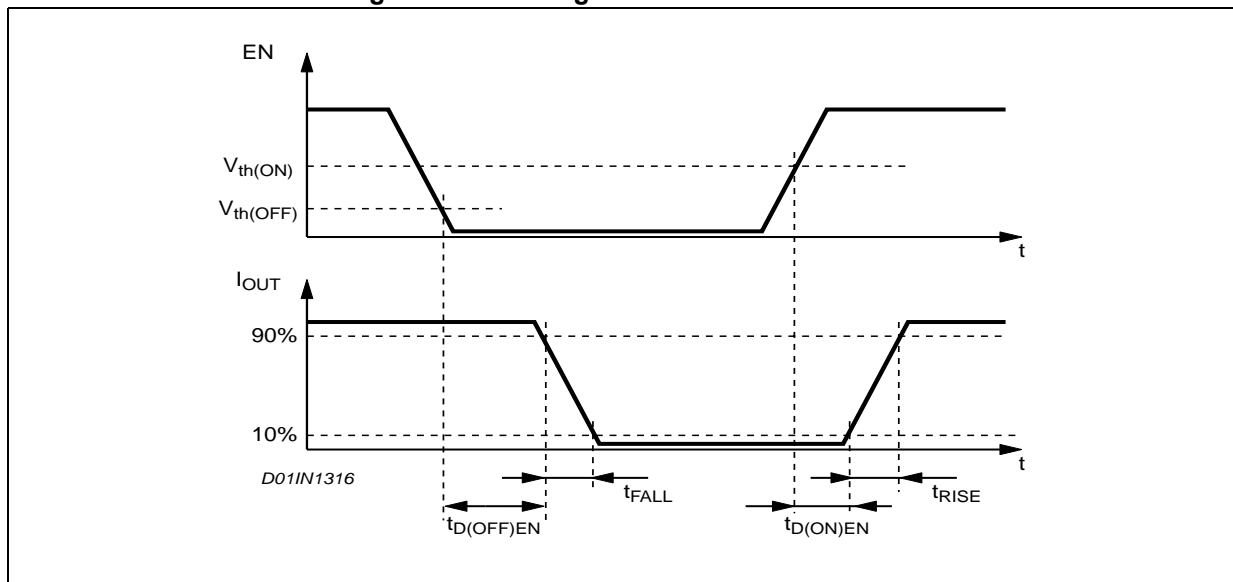 EN
Vth(ON)
Vth(OFF)
t
IOUT
90%
10%
t
D01IN1316
tFALL
tRISE
tD(OFF)EN
tD(ON)EN